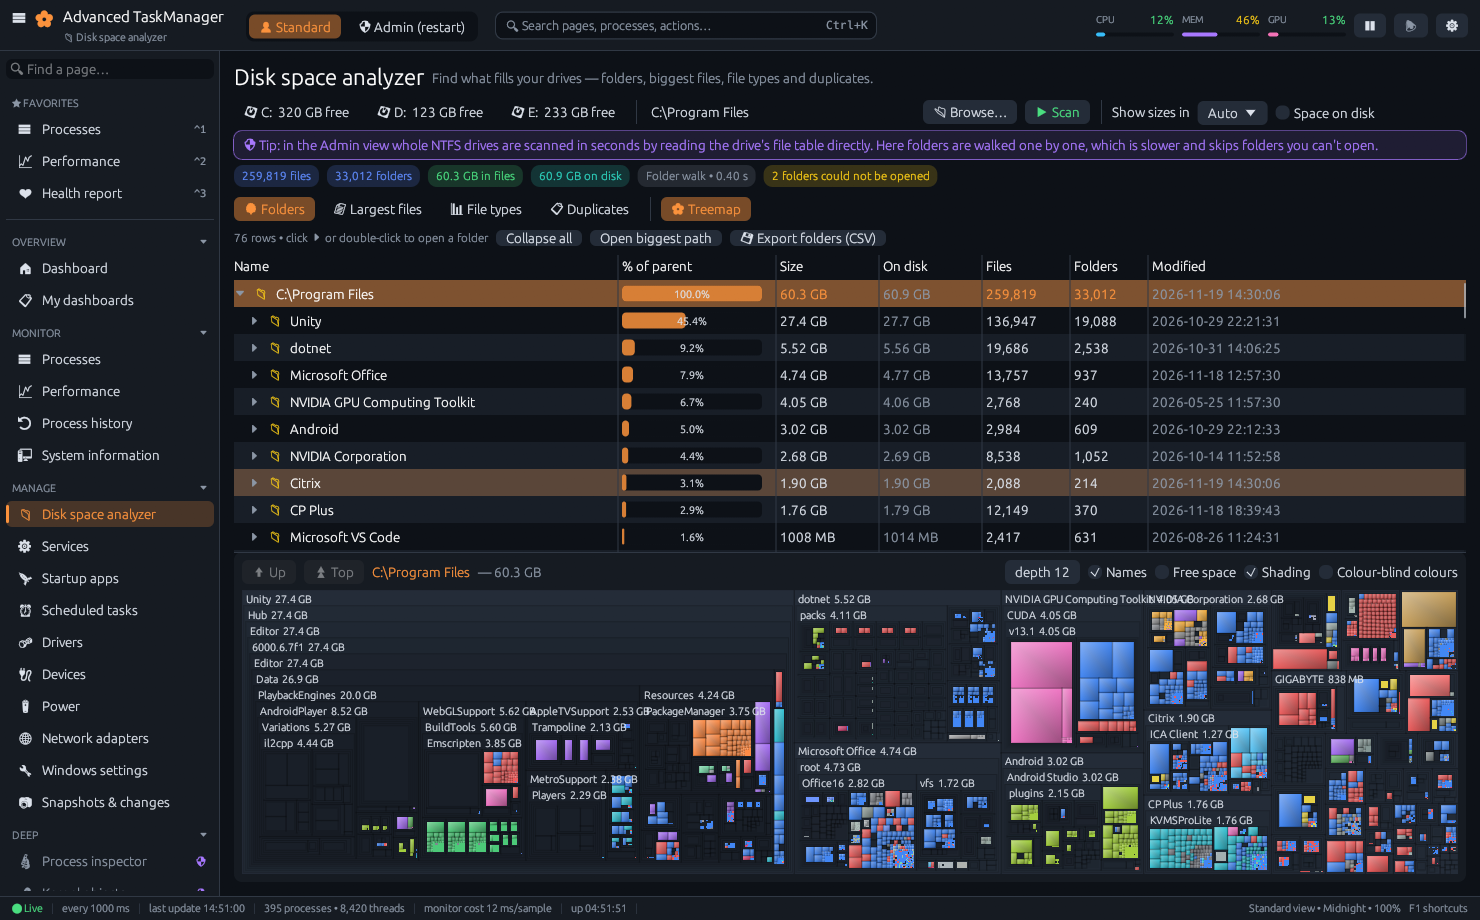 Advanced TaskManager
Disk space analyzer
Standard
Admin (restart)
Search pages, processes, actions...
Ctrl+K
CPU 12%
MEM 46%
GPU 13%
Find a page...
FAVORITES
Processes ^1
Performance ^2
Health report ^3
OVERVIEW
Dashboard
My dashboards
MONITOR
Processes
Performance
Process history
System information
MANAGE
Disk space analyzer
Services
Startup apps
Scheduled tasks
Drivers
Devices
Power
Network adapters
Windows settings
Snapshots & changes
DEEP
Process inspector
Disk space analyzer Find what fills your drives — folders, biggest files, file types and duplicates.
C: 320 GB free D: 123 GB free E: 233 GB free C:\Program Files Browse... Scan Show sizes in Auto Space on disk
Tip: in the Admin view whole NTFS drives are scanned in seconds by reading the drive's file table directly. Here folders are walked one by one, which is slower and skips folders you can't open.
259,819 files 33,012 folders 60.3 GB in files 60.9 GB on disk Folder walk • 0.40 s 2 folders could not be opened
Folders Largest files File types Duplicates Treemap
76 rows • click or double-click to open a folder Collapse all Open biggest path Export folders (CSV)
Name % of parent Size On disk Files Folders Modified
C:\Program Files 100.0% 60.3 GB 60.9 GB 259,819 33,012 2026-11-19 14:30:06
Unity 45.4% 27.4 GB 27.7 GB 136,947 19,088 2026-10-29 22:21:31
dotnet 9.2% 5.52 GB 5.56 GB 19,686 2,538 2026-10-31 14:06:25
Microsoft Office 7.9% 4.74 GB 4.77 GB 13,757 937 2026-11-18 12:57:30
NVIDIA GPU Computing Toolkit 6.7% 4.05 GB 4.06 GB 2,768 240 2026-05-25 11:57:30
Android 5.0% 3.02 GB 3.02 GB 2,984 609 2026-10-29 22:12:33
NVIDIA Corporation 4.4% 2.68 GB 2.69 GB 8,538 1,052 2026-10-14 11:52:58
Citrix 3.1% 1.90 GB 1.90 GB 2,088 214 2026-11-19 14:30:06
CP Plus 2.9% 1.76 GB 1.79 GB 12,149 370 2026-11-18 18:39:43
Microsoft VS Code 1.6% 1008 MB 1014 MB 2,417 631 2026-08-26 11:24:31
Up Top C:\Program Files — 60.3 GB depth 12 Names Free space Shading Colour-blind colours
Unity 27.4 GB
Hub 27.4 GB
Editor 27.4 GB
6000.6.7f1 27.4 GB
Editor 27.4 GB
Data 26.9 GB
PlaybackEngines 20.0 GB
AndroidPlayer 8.52 GB
Variations 5.27 GB
il2cpp 4.44 GB
WebGLSupport 5.62 GB
BuildTools 5.60 GB
Emscripten 3.85 GB
AppleTVSupport 2.53 GB
Trampoline 2.13 GB
MetroSupport 2.38 GB
Players 2.29 GB
Resources 4.24 GB
PackageManager 3.75 GB
dotnet 5.52 GB
packs 4.11 GB
Microsoft Office 4.74 GB
root 4.73 GB
Office16 2.82 GB
vfs 1.72 GB
NVIDIA GPU Computing Toolkit 4.05 GB
CUDA 4.05 GB
v13.1 4.05 GB
Android 3.02 GB
Android Studio 3.02 GB
plugins 2.15 GB
NVIDIA Corporation 2.68 GB
Citrix 1.90 GB
ICA Client 1.27 GB
CP Plus 1.76 GB
KVMSProLite 1.76 GB
GIGABYTE 838 MB
Live every 1000 ms last update 14:51:00 395 processes • 8,420 threads monitor cost 12 ms/sample up 04:51:51 Standard view • Midnight • 100% F1 shortcuts